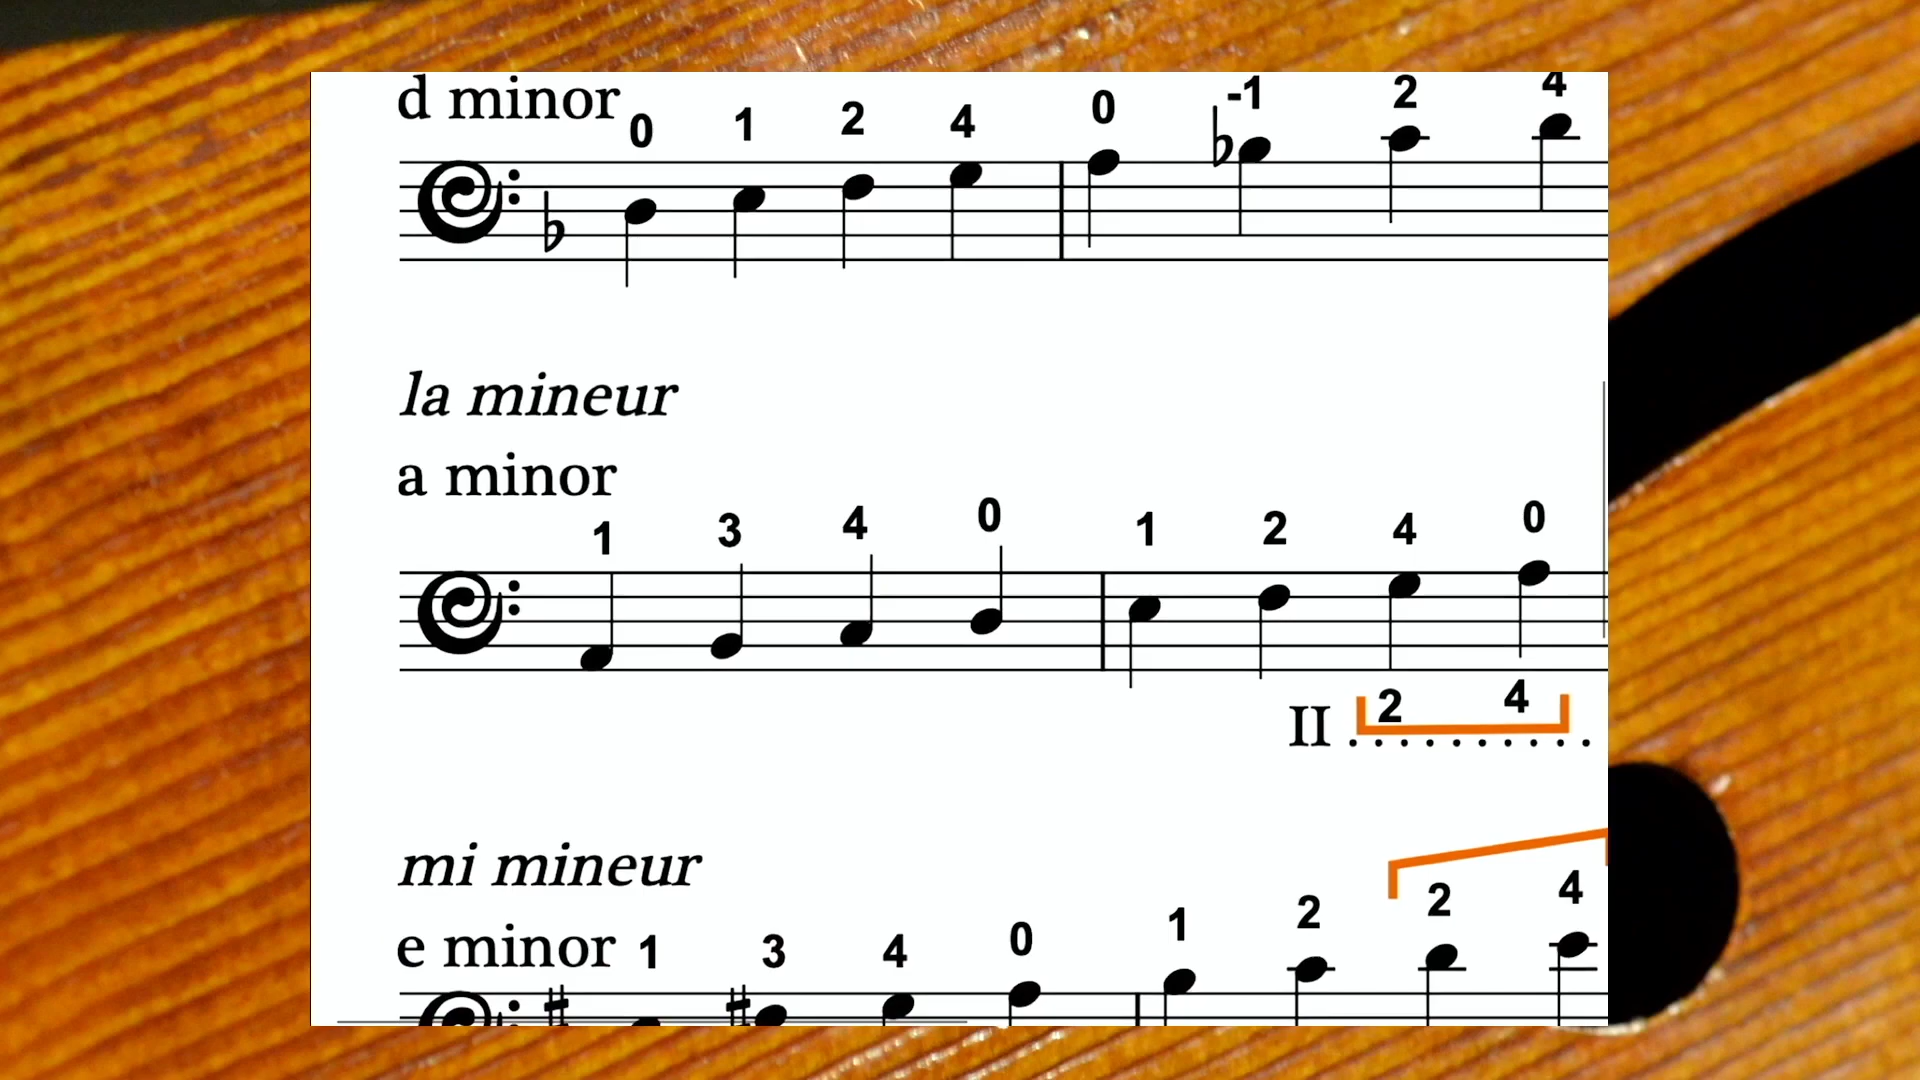 d minor
0 1 2 4 0 -1 2 4
la mineur
a minor
1 3 4 0 1 2 4 0
II 2 4
mi mineur
e minor 1 3 4 0 1 2 2 4